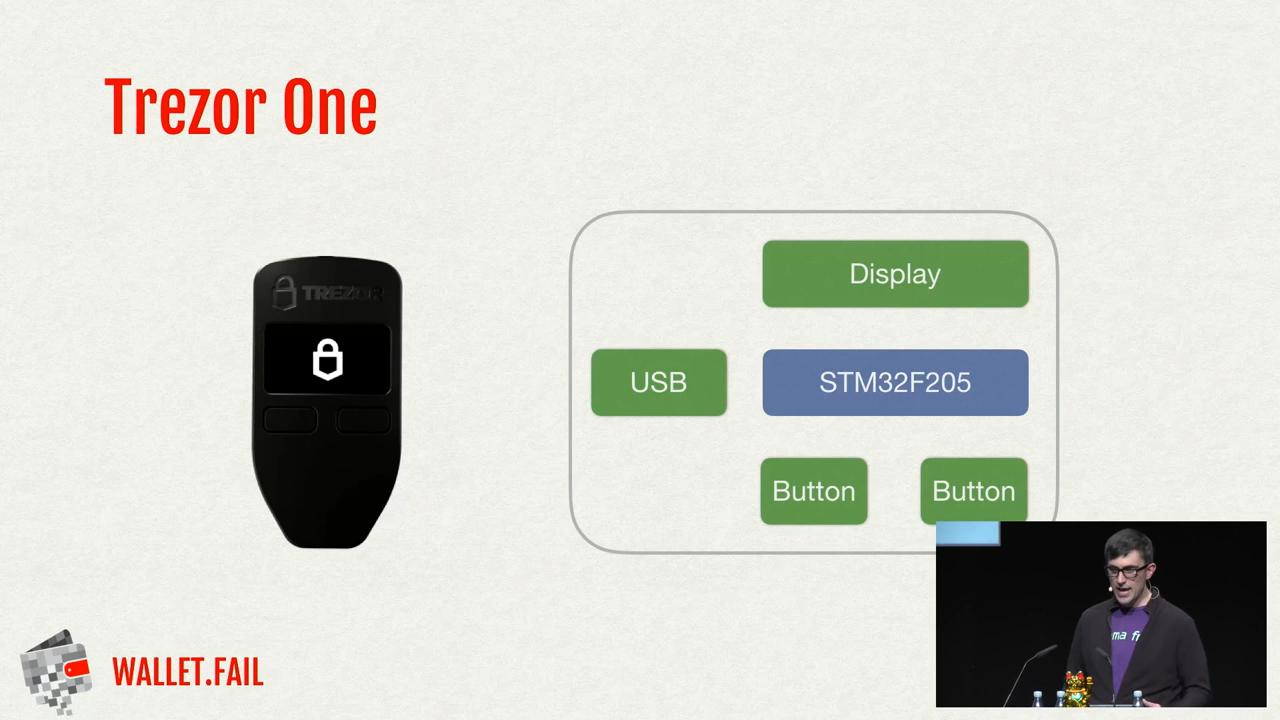 Trezor One
TREZOR
Display
USB
STM32F205
Button
Button
WALLET.FAIL